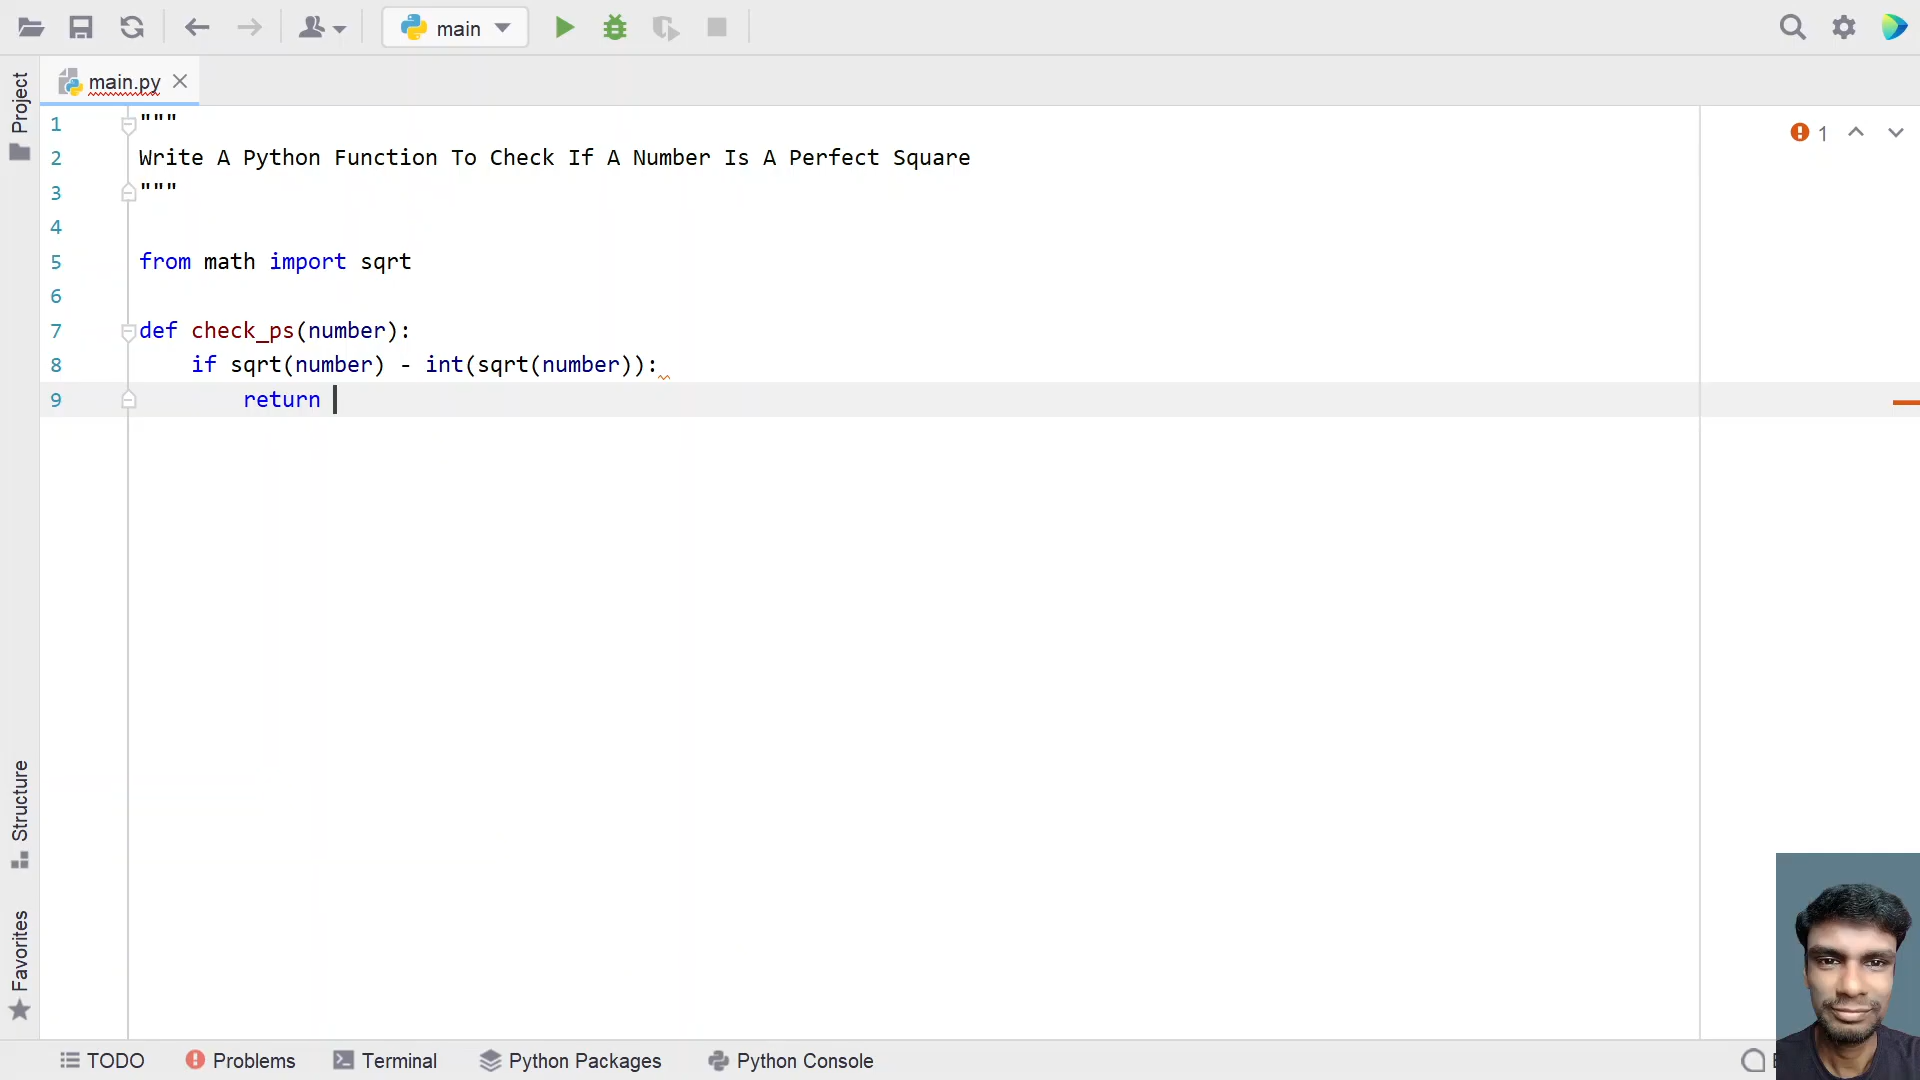 main
main.py
Project
1 """
2 Write A Python Function To Check If A Number Is A Perfect Square
3 """
4
5 from math import sqrt
6
7 def check_ps(number):
8 if sqrt(number) - int(sqrt(number)):
9 return
1
Structure
Favorites
TODO
Problems
Terminal
Python Packages
Python Console